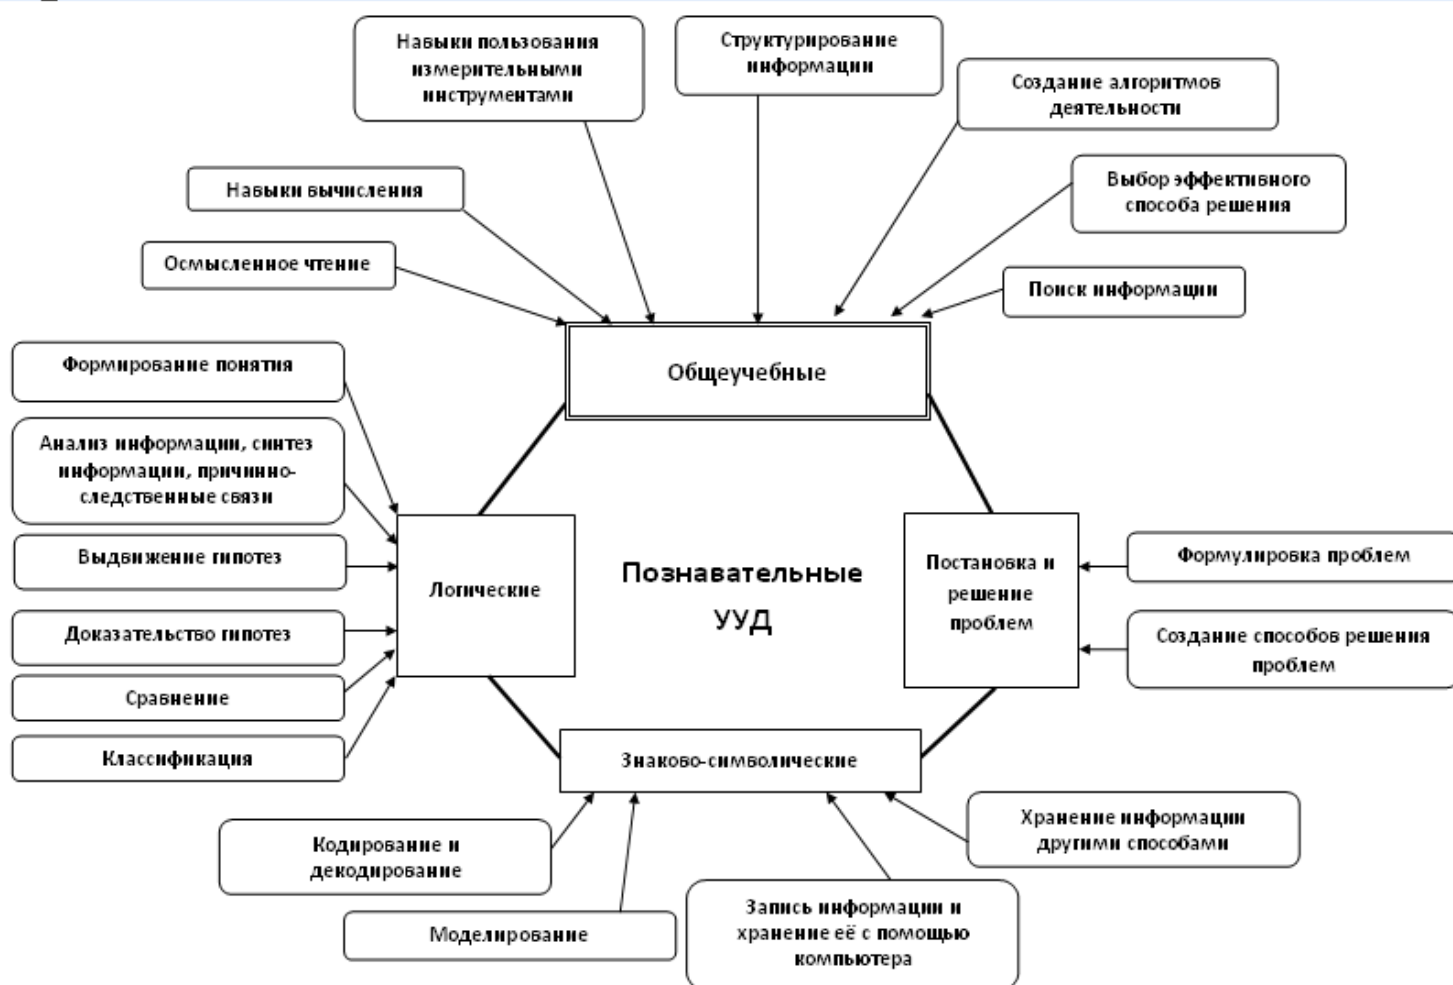 Навыки пользования
измерительными
инструментами
Структурирование
информации
Создание алгоритмов
деятельности
Выбор эффективного
способа решения
Навыки вычисления
Осмысленное чтение
Поиск информации
Общеучебные
Формирование понятия
Анализ информации, синтез
информации, причинно-
следственные связи
Выдвижение гипотез
Доказательство гипотез
Сравнение
Классификация
Логические
Познавательные
УУД
Постановка и
решение
проблем
Формулировка проблем
Создание способов решения
проблем
Знаково-символические
Кодирование и
декодирование
Моделирование
Запись информации и
хранение её с помощью
компьютера
Хранение информации
другими способами